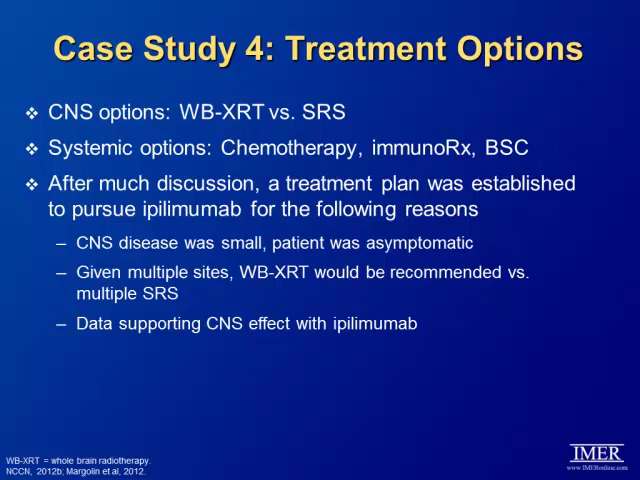 Case Study 4: Treatment Options
❖ CNS options: WB-XRT vs. SRS
❖ Systemic options: Chemotherapy, immunoRx, BSC
❖ After much discussion, a treatment plan was established
to pursue ipilimumab for the following reasons
– CNS disease was small, patient was asymptomatic
– Given multiple sites, WB-XRT would be recommended vs.
multiple SRS
– Data supporting CNS effect with ipilimumab
WB-XRT = whole brain radiotherapy.
NCCN, 2012b; Margolin et al, 2012.
IMER
www.IMERonline.com